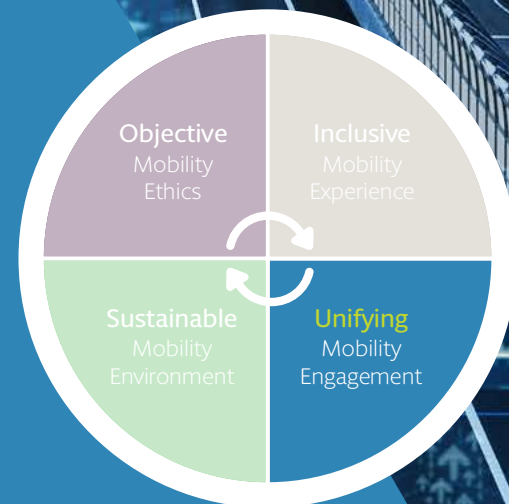 Objective
Mobility
Ethics
Inclusive
Mobility
Experience
Sustainable
Mobility
Environment
Unifying
Mobility
Engagement